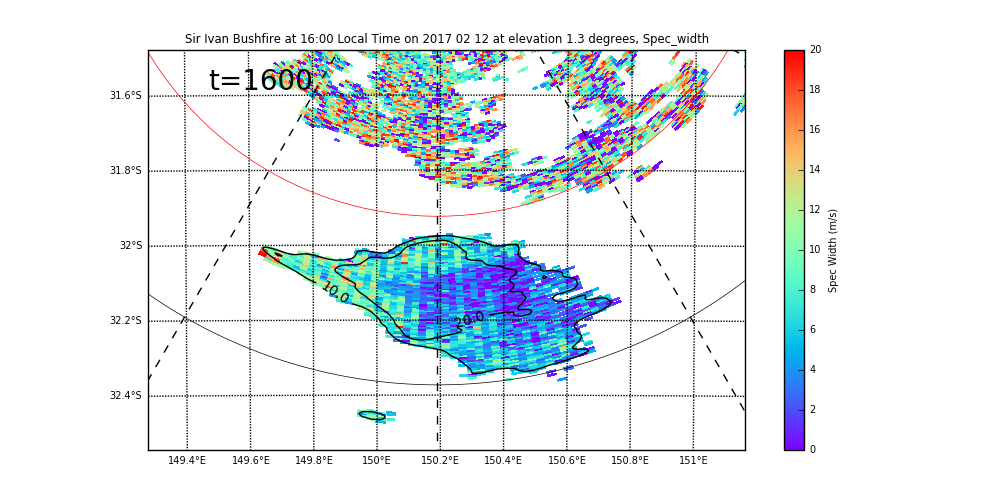 Sir Ivan Bushfire at 16:00 Local Time on 2017 02 12 at elevation 1.3 degrees, Spec_width
t=1600
31.6°S
31.8°S
32°S
32.2°S
32.4°S
10.0
20.0
149.4°E 149.6°E 149.8°E 150°E 150.2°E 150.4°E 150.6°E 150.8°E 151°E
20
18
16
14
12
10
8
6
4
2
0
Spec Width (m/s)